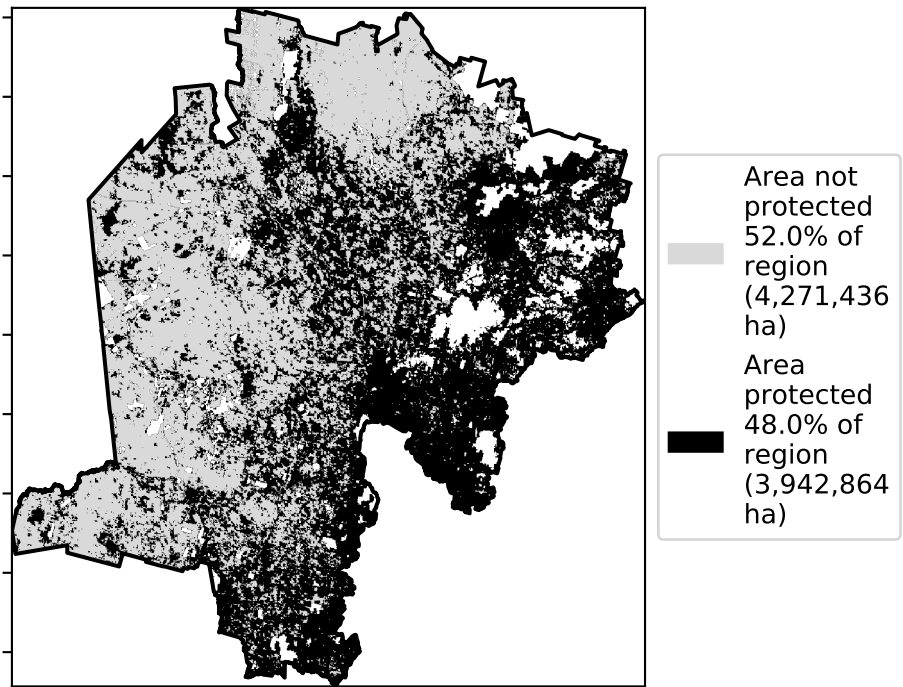 Area not
protected
52.0% of
region
(4,271,436
ha)
Area
protected
48.0% of
region
(3,942,864
ha)